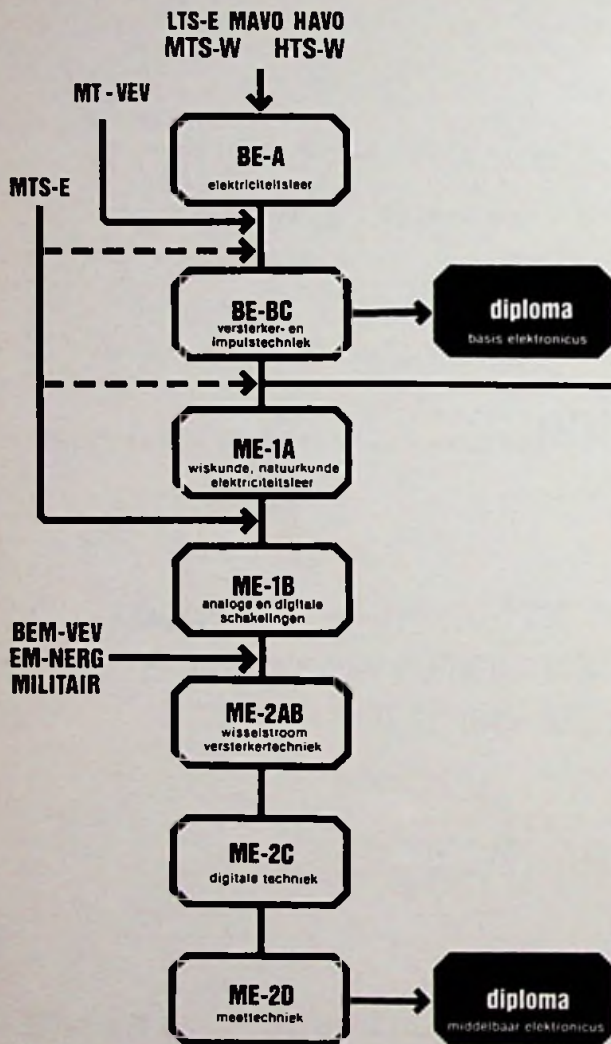 LTS-E MAVO HAVO
MTS-W HTS-W
MT-VEV
BE-A
elektriciteitsleer
MTS-E
BE-BC
versterker- en
impulstechniek
diploma
basis elektronicus
ME-1A
wiskunde, natuurkunde
elektriciteitsleer
ME-1B
analoge en digitale
schakelingen
BEM-VEV
EM-NERG
MILITAIR
ME-2AB
wisselstroom
versterkertechniek
ME-2C
digitale techniek
ME-2D
meettechniek
diploma
middelbaar elektronicus